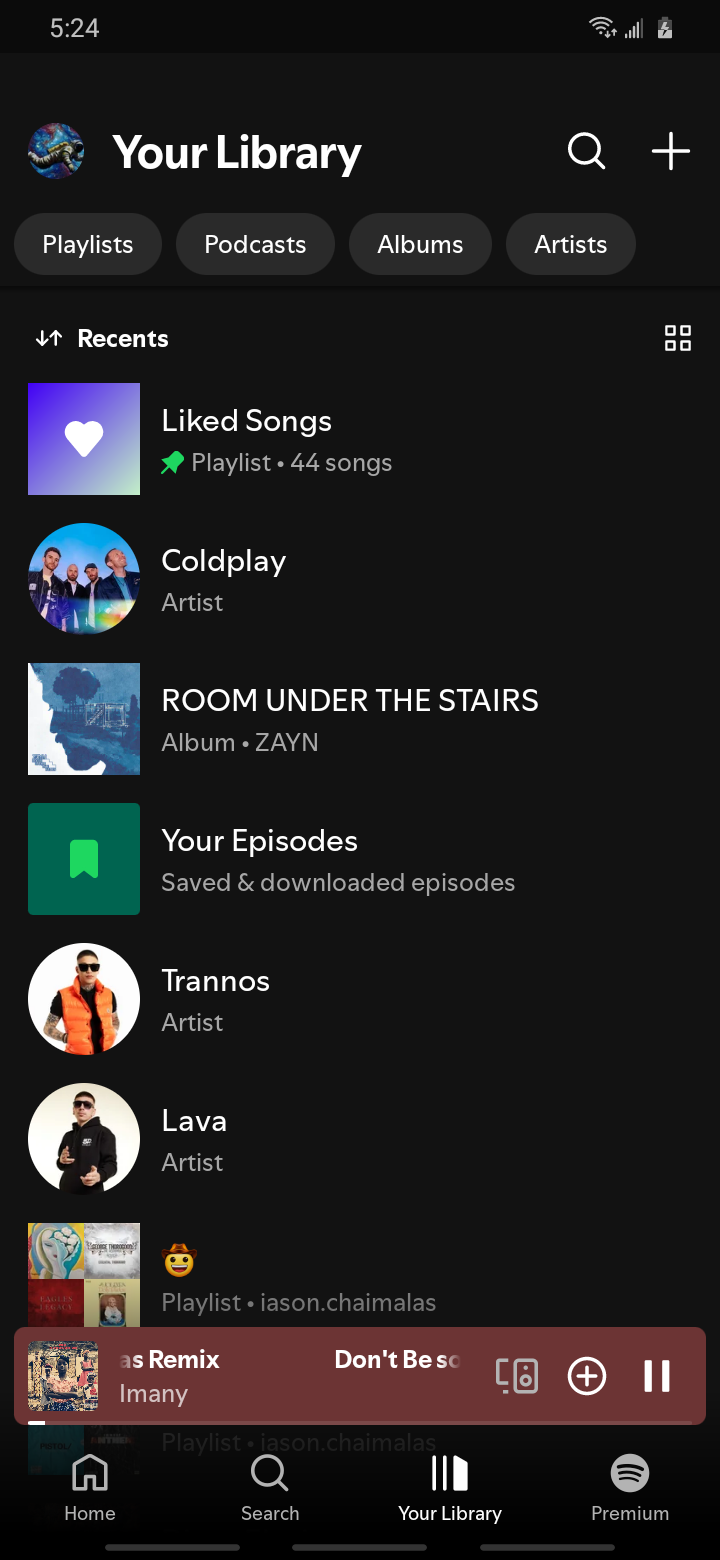 5:24
Your Library
Playlists
Podcasts
Albums
Artists
Recents
Liked Songs
Playlist • 44 songs
Coldplay
Artist
ROOM UNDER THE STAIRS
Album • ZAYN
Your Episodes
Saved & downloaded episodes
Trannos
Artist
Lava
Artist
🤠
EAGLES
LEGACY
Playlist • iason.chaimalas
as Remix
Don't Be so
Imany
Playlist • iason.chaimalas
Home
Search
Your Library
Premium